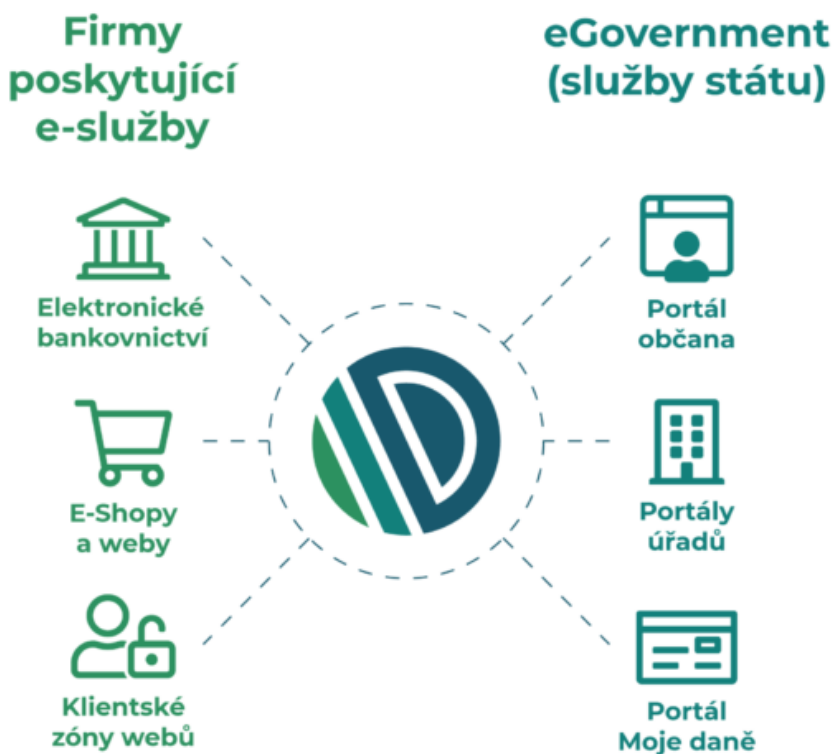 Firmy
poskytující
e-služby
Elektronické
bankovnictví
E-Shopy
a weby
Klientské
zóny webů
eGovernment
(služby státu)
Portál
občana
Portály
úřadů
Portál
Moje daně